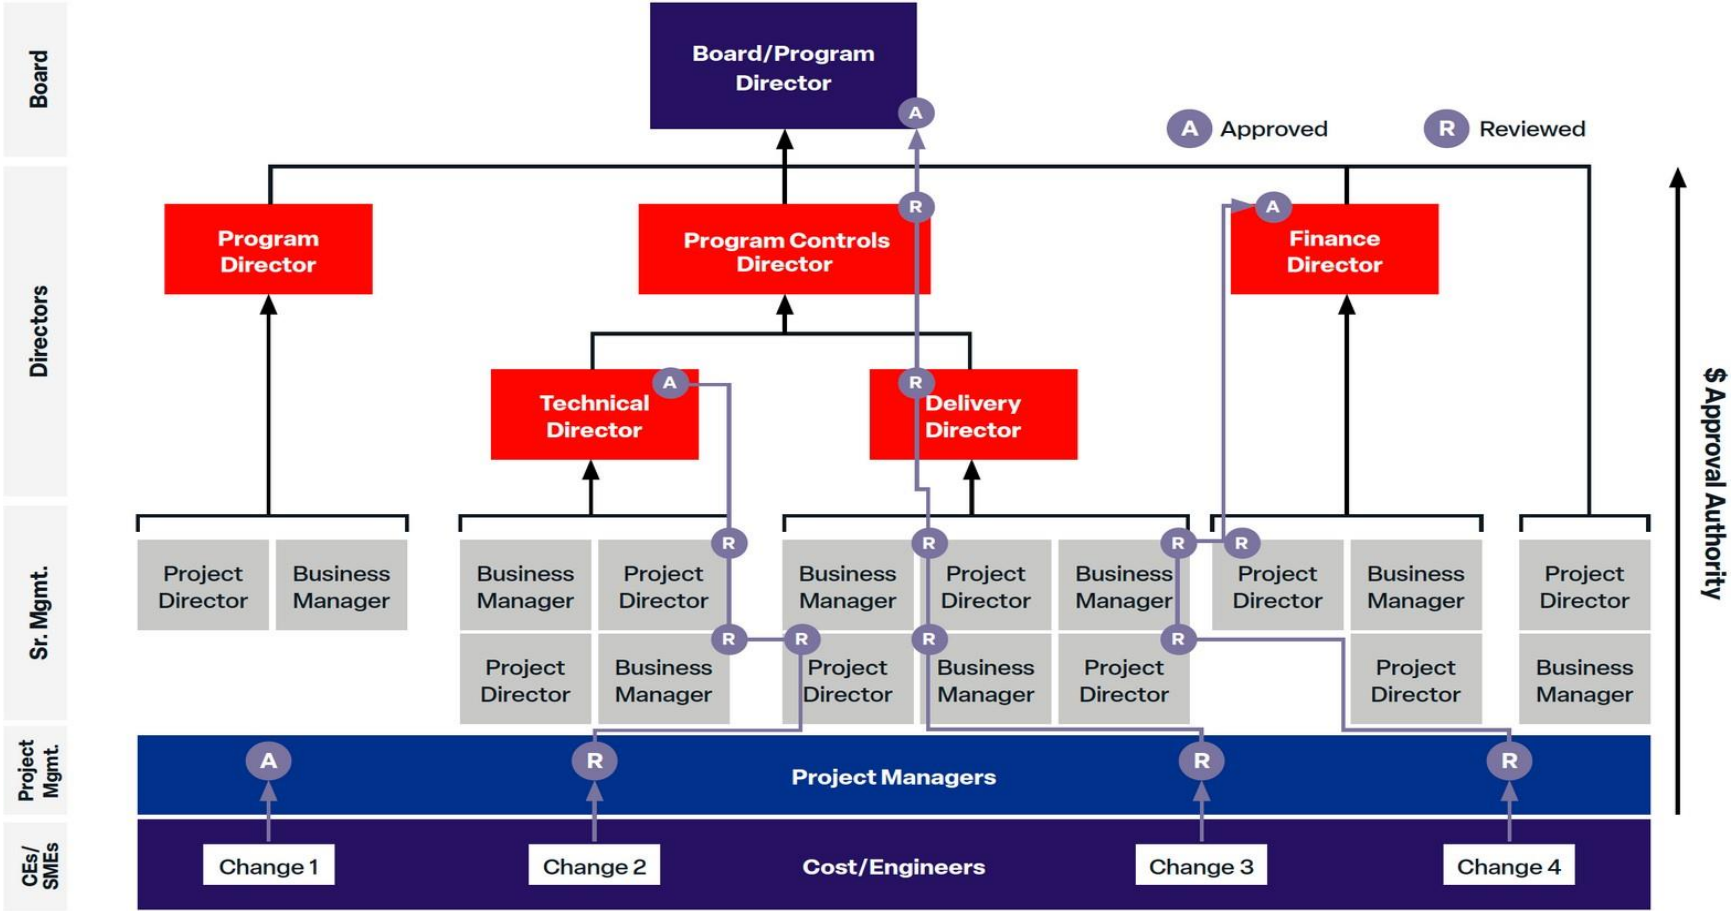 Board
Board/Program
Director
A
A Approved
R Reviewed
Directors
R
A
Program
Director
Program Controls
Director
Finance
Director
A
R
Technical
Director
Delivery
Director
$ Approval Authority
Sr. Mgmt.
R
R
R
R
Project
Director
Business
Manager
Business
Manager
Project
Director
Business
Manager
Project
Director
Business
Manager
Project
Director
Business
Manager
Project
Director
R
R
R
R
Project
Director
Business
Manager
Project
Director
Business
Manager
Project
Director
Project
Director
Business
Manager
Project
Mgmt.
A
R
Project Managers
R
R
CEs/
SMEs
Change 1
Change 2
Cost/Engineers
Change 3
Change 4